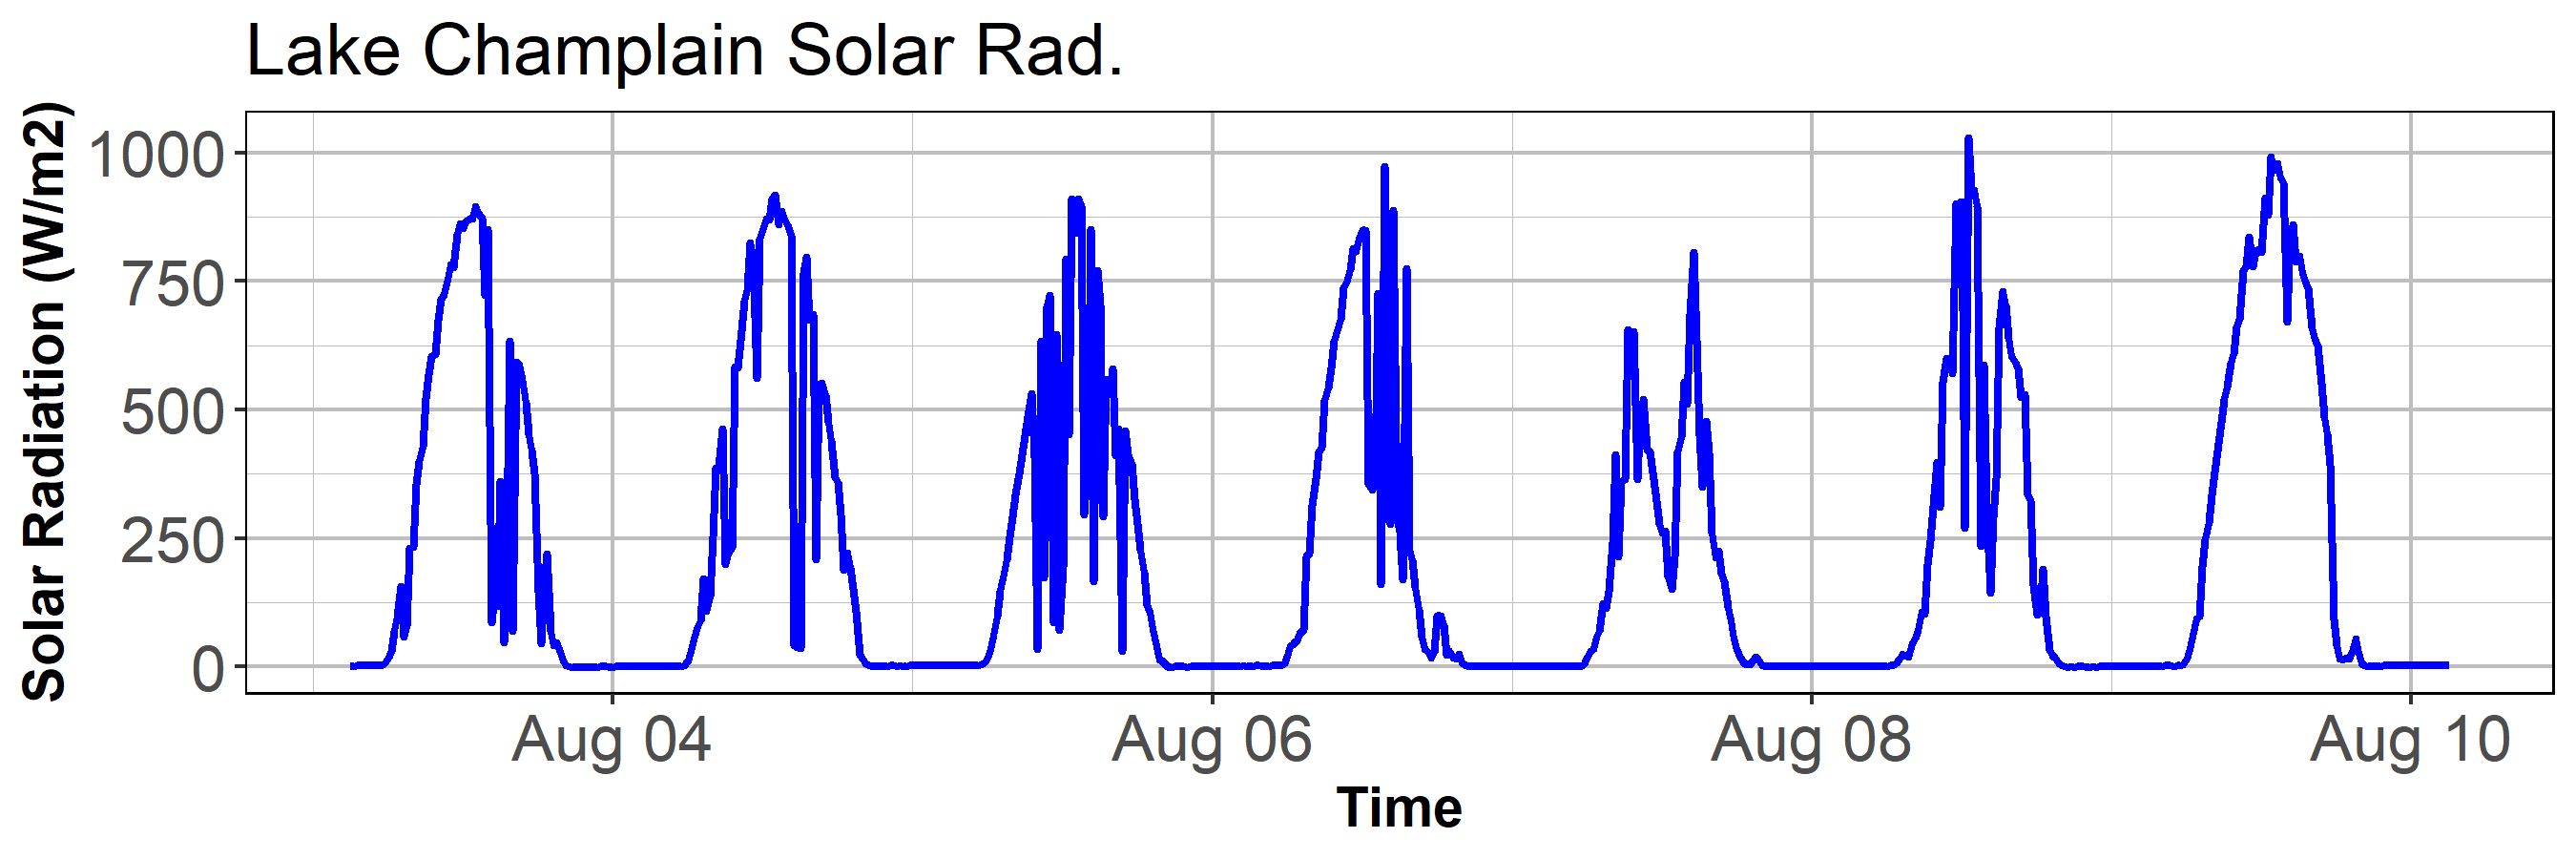 Lake Champlain Solar Rad.
Solar Radiation (W/m2)
1000
750
500
250
0
Aug 04 Aug 06 Aug 08 Aug 10
Time